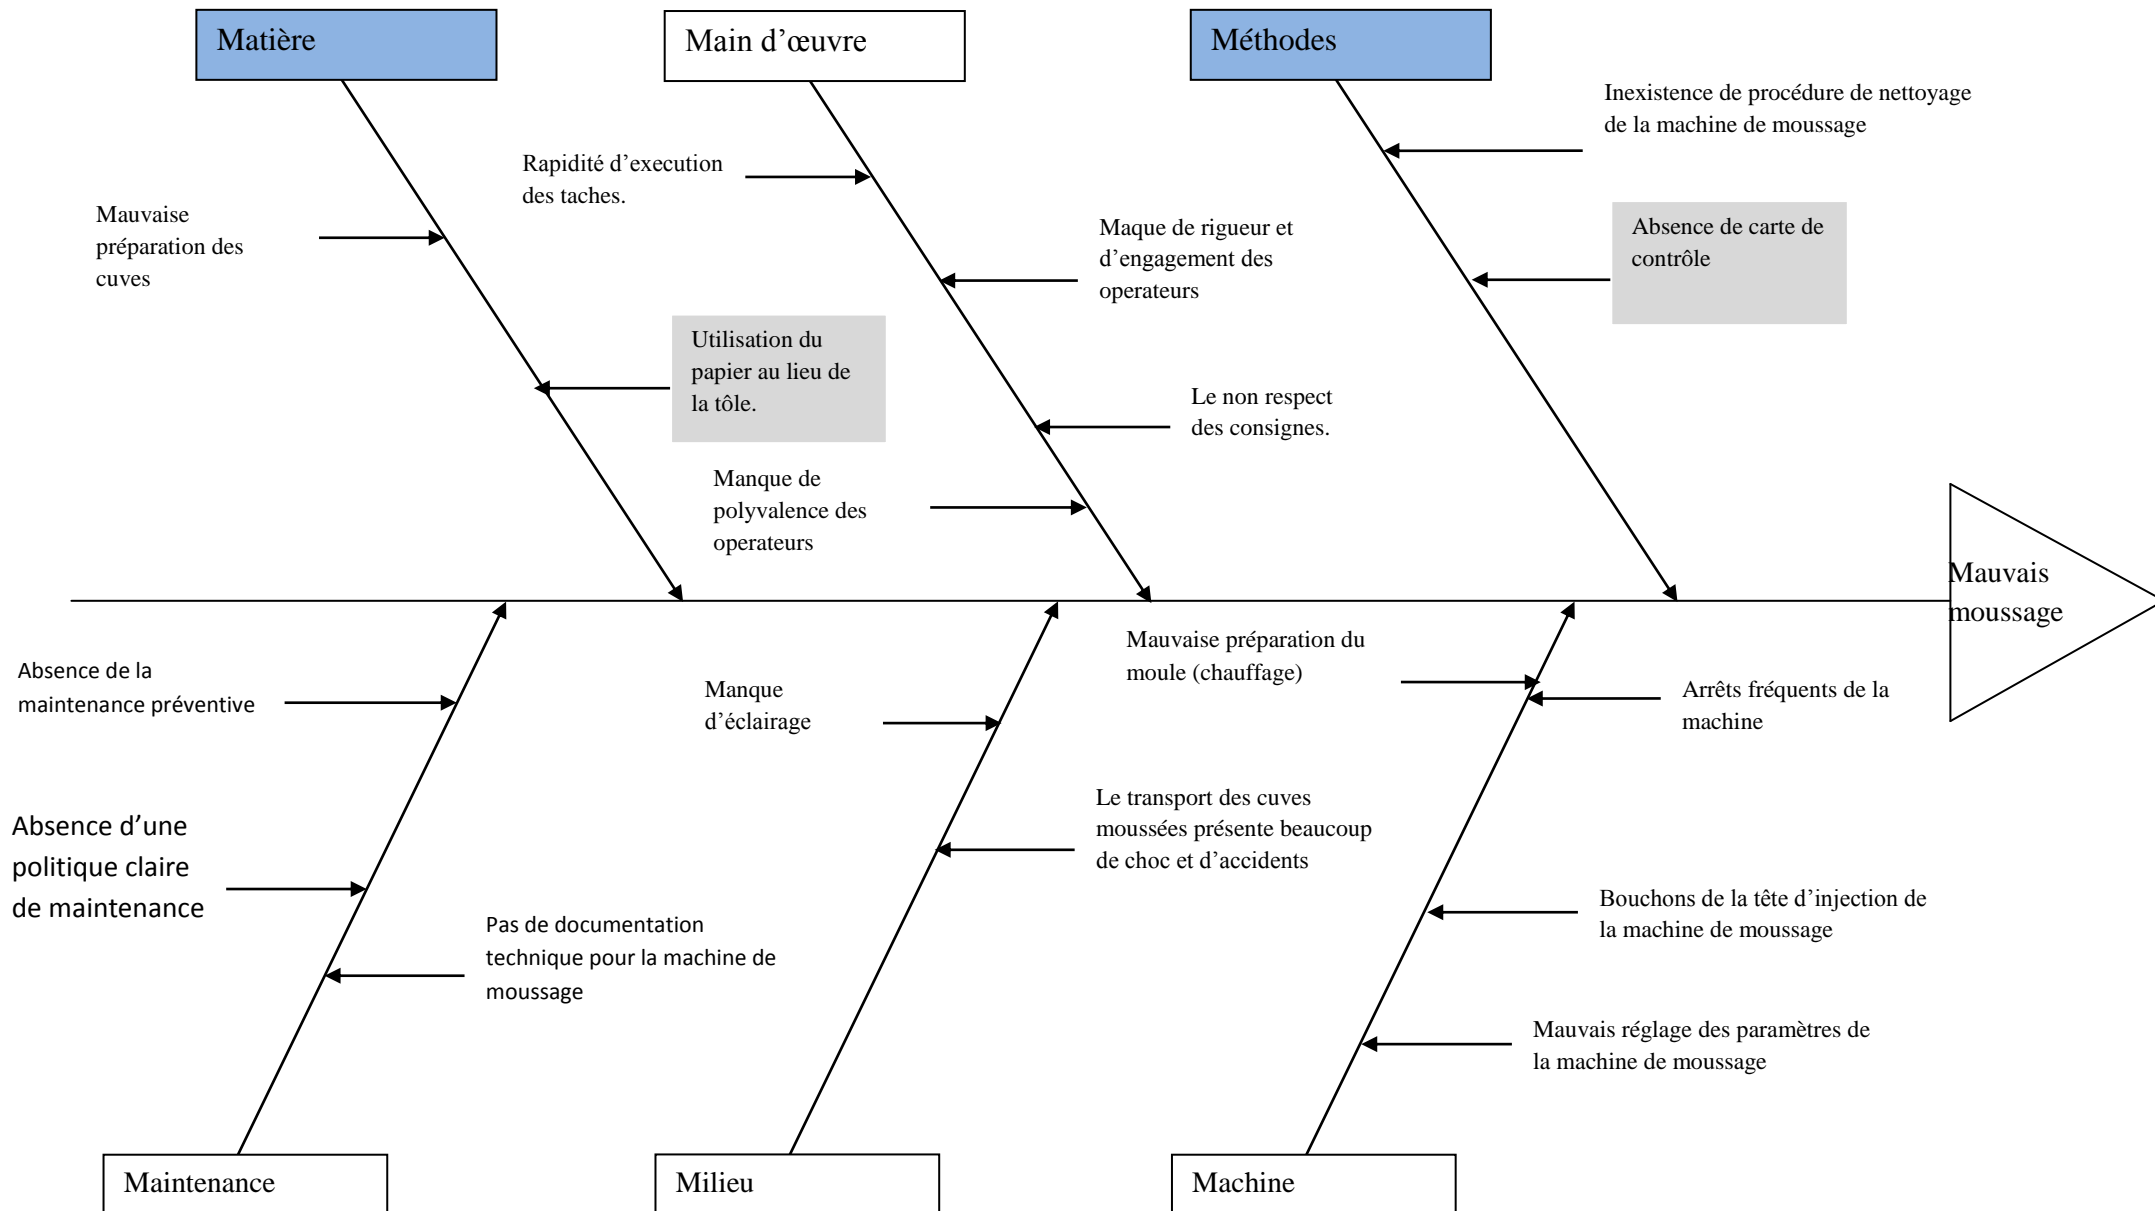 Matière
Main d’œuvre
Méthodes
Inexistence de procédure de nettoyage
de la machine de moussage
Rapidité d’execution
des taches.
Mauvaise
préparation des
cuves
Maque de rigueur et
d’engagement des
operateurs
Absence de carte de
contrôle
Utilisation du
papier au lieu de
la tôle.
Le non respect
des consignes.
Manque de
polyvalence des
operateurs
Mauvais
moussage
Absence de la
maintenance préventive
Manque
d’éclairage
Mauvaise préparation du
moule (chauffage)
Arrêts fréquents de la
machine
Absence d’une
politique claire
de maintenance
Le transport des cuves
moussées présente beaucoup
de choc et d’accidents
Pas de documentation
technique pour la machine de
moussage
Bouchons de la tête d’injection de
la machine de moussage
Mauvais réglage des paramètres de
la machine de moussage
Maintenance
Milieu
Machine